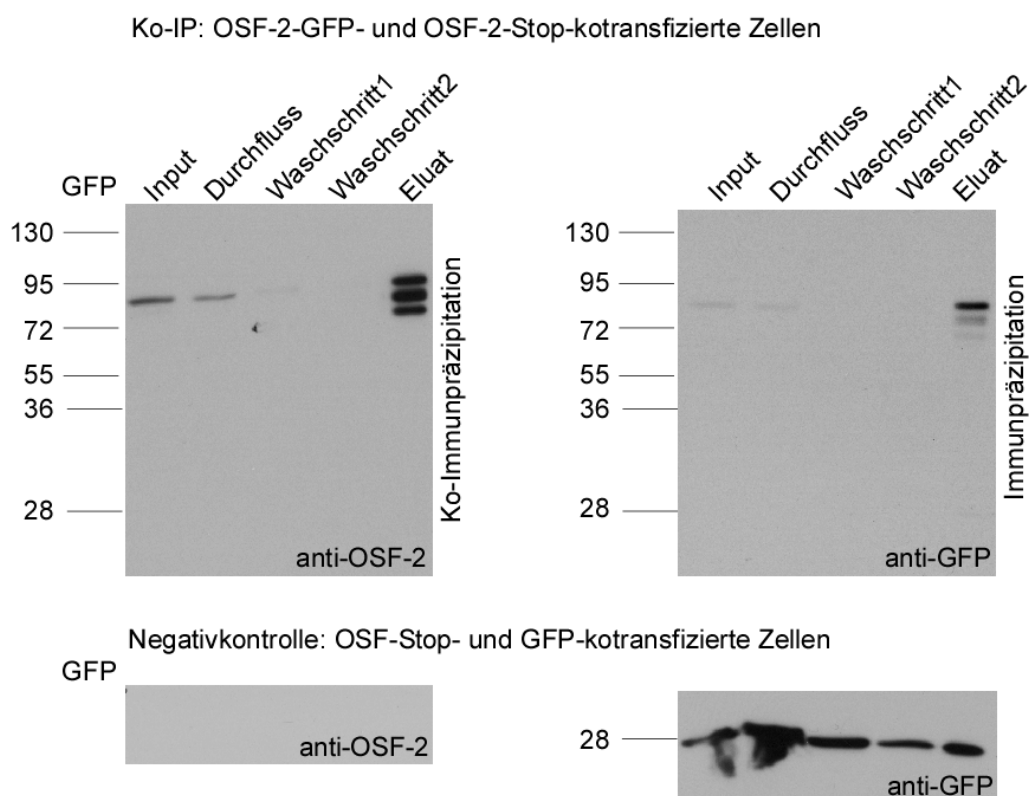 Ko-IP: OSF-2-GFP- und OSF-2-Stop-kotransfizierte Zellen
GFP
Input
Durchfluss
Waschschritt1
Waschschritt2
Eluat
130
95
72
55
36
28
Ko-Immunpräzipitation
anti-OSF-2
Input
Durchfluss
Waschschritt1
Waschschritt2
Eluat
130
95
72
55
36
28
Immunpräzipitation
anti-GFP
Negativkontrolle: OSF-Stop- und GFP-kotransfizierte Zellen
GFP
anti-OSF-2
28
anti-GFP